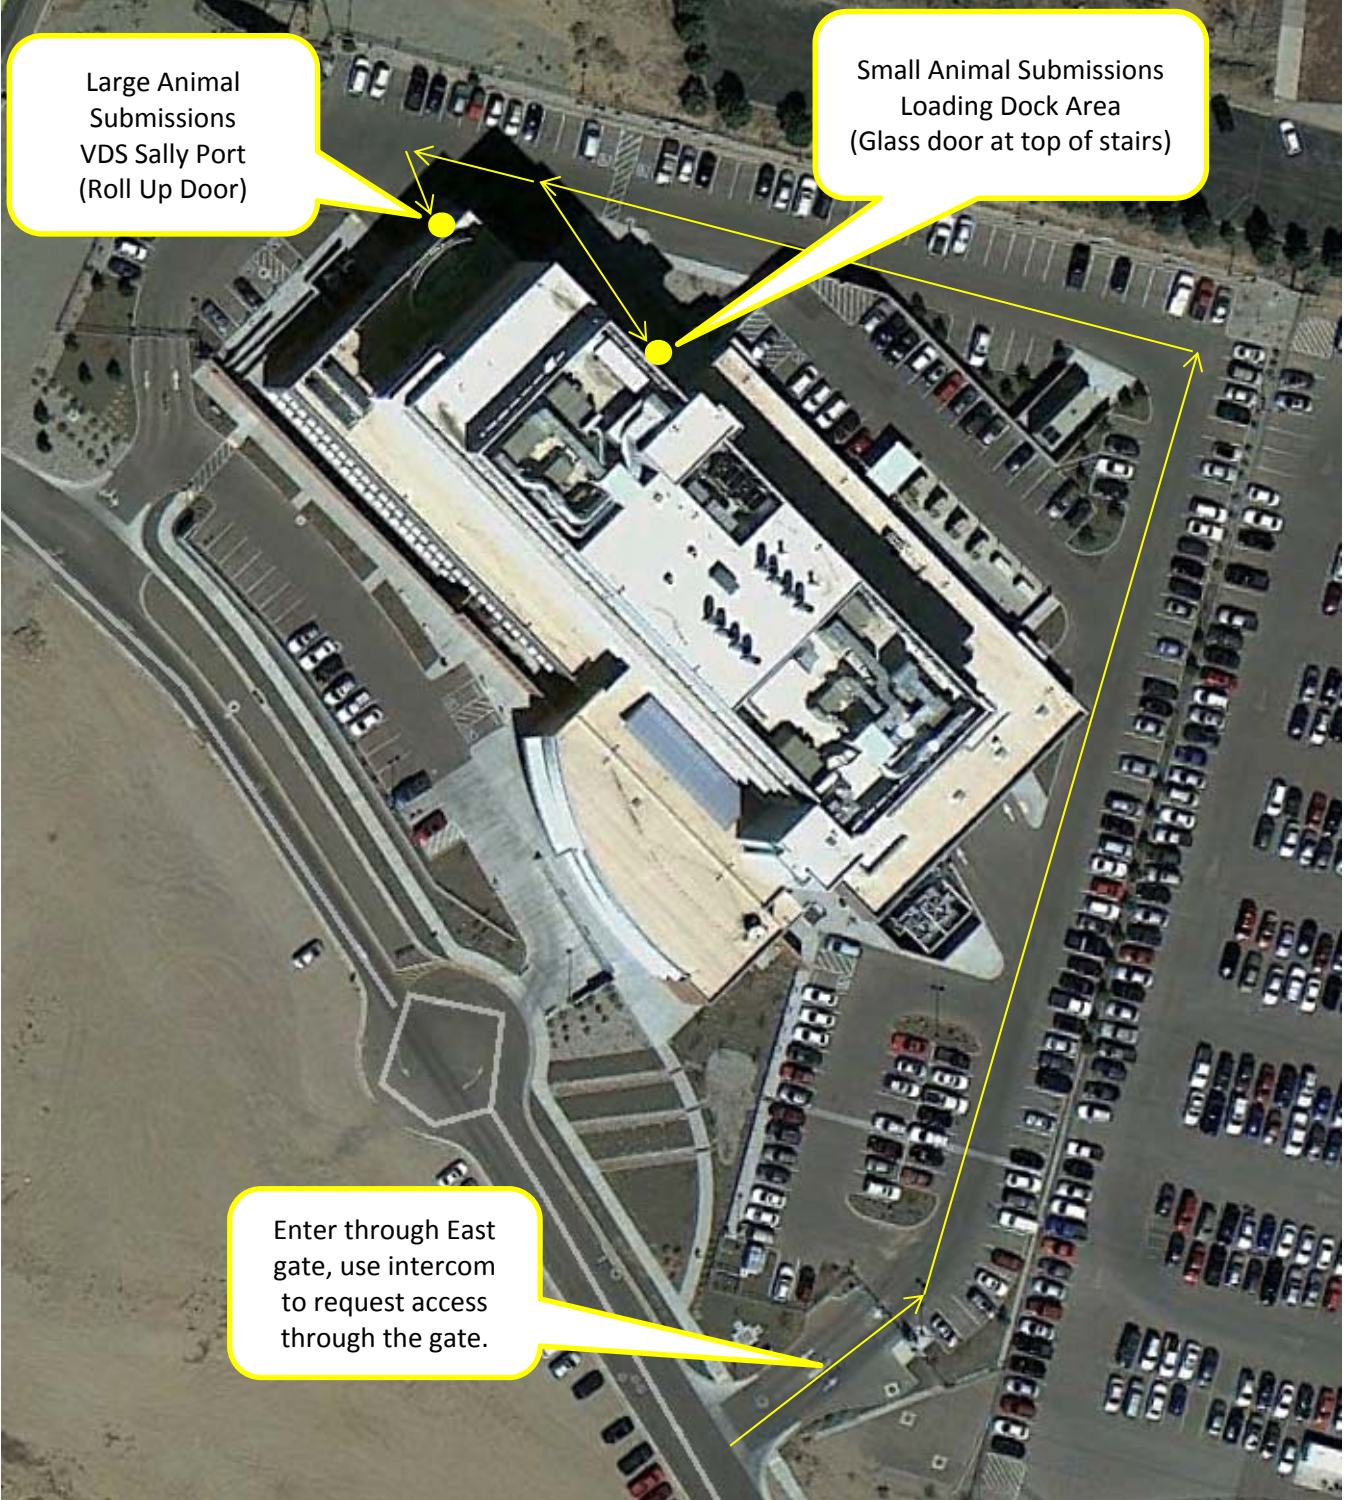 Large Animal
Submissions
VDS Sally Port
(Roll Up Door)
Small Animal Submissions
Loading Dock Area
(Glass door at top of stairs)
Enter through East
gate, use intercom
to request access
through the gate.